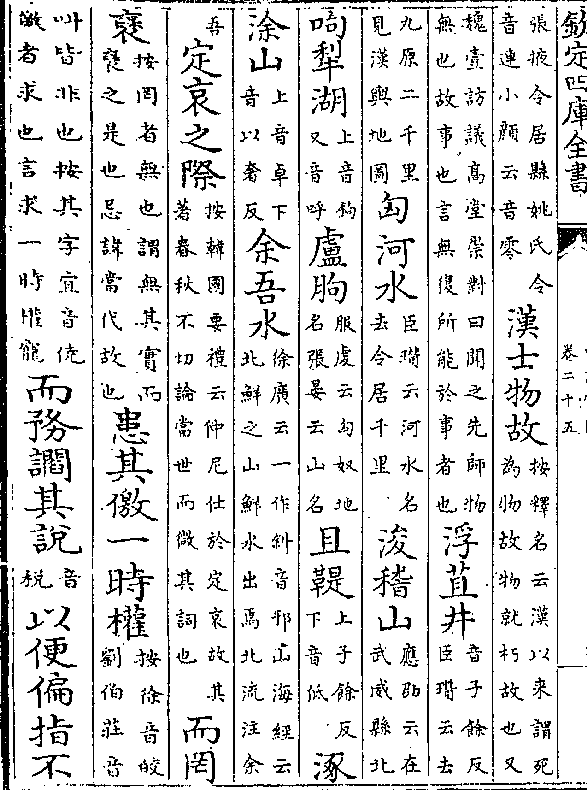 欽定四庫全書
卷二十五
張掖令居縣姚氏令
音連小顔云音零
漢士物故
按釋名云漢以來謂死
為物故物就朽故也又
魏臺訪議髙堂崇對曰聞之先師物
無也故事也言無復所能於事者也
浮苴井
音子餘反
臣瓚云去
九原二千里
見漢輿地圖
匈河水
臣瓚云河水名
去令居千里
浚稽山
應劭云在
武威縣北
呴犁湖
上音鈎
又音呼
盧朐
服䖍云匈奴地
名張晏云山名
且鞮
上子餘反
下音低
涿
涂山
上音卓下
音以奢反
余吾水
徐廣云一作斜音邪山海經云
北鮮之山鮮水出焉北流注余
吾
定哀之際
按韓國要禮云仲尼仕於定哀故其
著春秋不切論當世而微其詞也
而罔
褒
按罔者無也謂無其實而
褒之是也忌諱當代故也
患其儌一時權
按徐音皎
劉伯莊音
叫皆非也按其字宜音僥
儌者求也言求一時權寵
而務讇其說
音
稅
以便偏指不